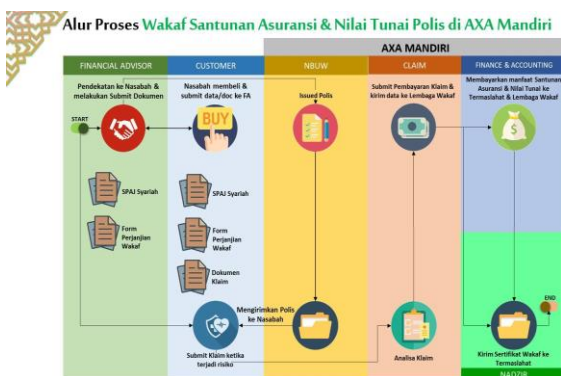 Alur Proses Wakaf Santunan Asuransi & Nilai Tunai Polis di AXA Mandiri
AXA MANDIRI
FINANCIAL ADVISOR
CUSTOMER
NBUW
CLAIM
FINANCE & ACCOUNTING
Pendekatan ke Nasabah &
melakukan Submit Dokumen
Nasabah membeli &
submit data/doc ke FA
Issued Polis
Submit Pembayaran Klaim &
kirim data ke Lembaga Wakaf
Membayarkan manfaat Santunan
Asuransi & Nilai Tunai ke
Termaslahat & Lembaga Wakaf
START
BUY
SPAJ Syariah
Form
Perjanjian
Wakaf
SPAJ Syariah
Form
Perjanjian
Wakaf
Dokumen
Klaim
Mengirimkan Polis
ke Nasabah
Submit Klaim ketika
terjadi risiko
Analisa Klaim
END
Kirim Sertifikat Wakaf ke
Termaslahat
NADZIR